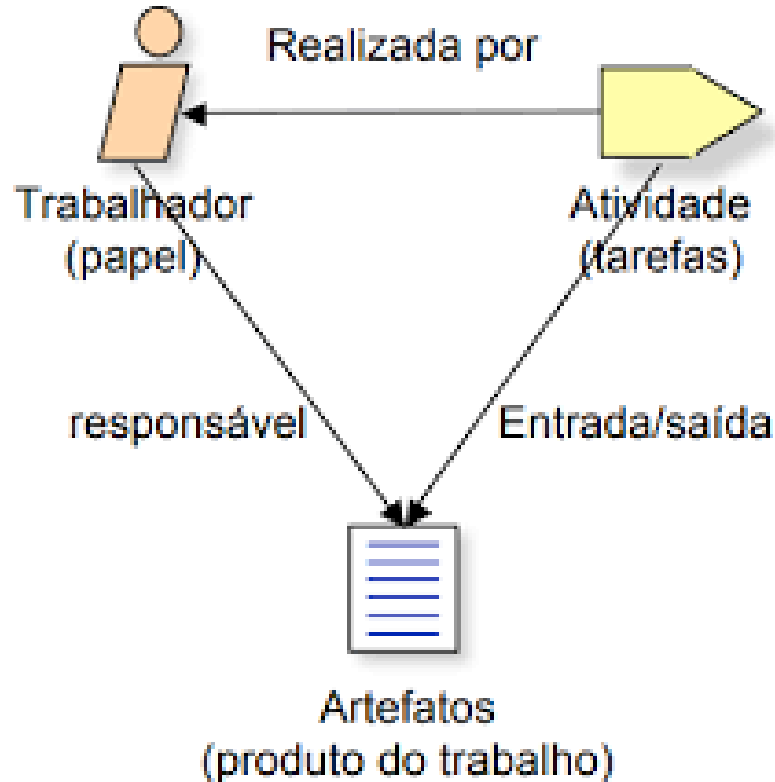 Realizada por
Trabalhador
(papel)
Atividade
(tarefas)
responsável
Entrada/saída
Artefatos
(produto do trabalho)